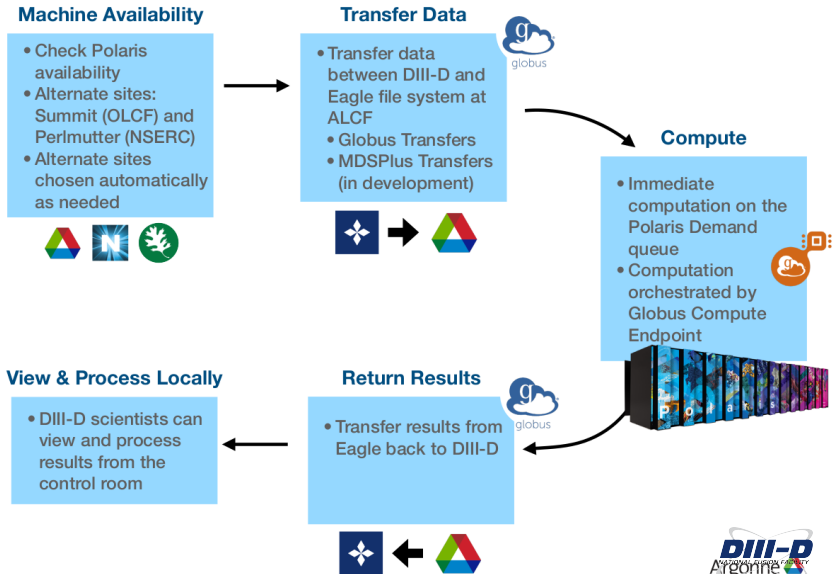 Machine Availability
• Check Polaris
availability
• Alternate sites:
Summit (OLCF) and
Perlmutter (NSERC)
• Alternate sites
chosen automatically
as needed
N
Transfer Data
globus
• Transfer data
between DIII-D and
Eagle file system at
ALCF
• Globus Transfers
• MDSPlus Transfers
(in development)
Compute
• Immediate
computation on the
Polaris Demand
queue
• Computation
orchestrated by
Globus Compute
Endpoint
Polaris
View & Process Locally
• DIII-D scientists can
view and process
results from the
control room
Return Results
g
globus
• Transfer results from
Eagle back to DIII-D
DIII-D
NATIONAL FUSION FACILITY
Argonne